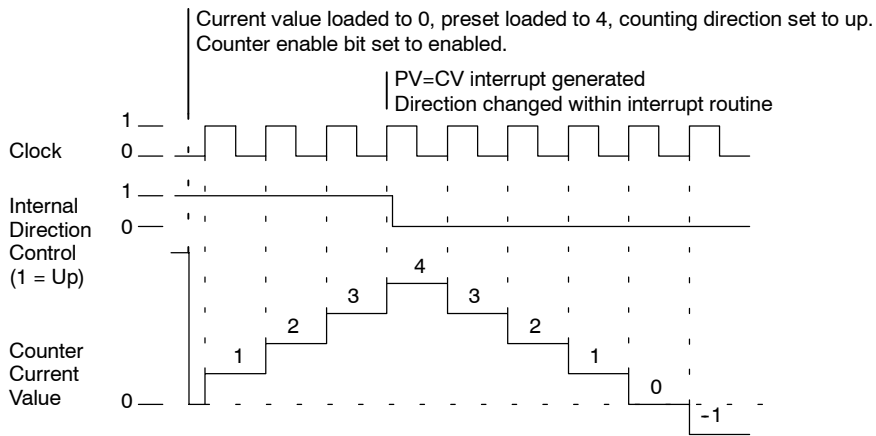 Current value loaded to 0, preset loaded to 4, counting direction set to up.
Counter enable bit set to enabled.
PV=CV interrupt generated
Direction changed within interrupt routine
1
Clock
0
1
Internal
Direction
0
Control
(1 = Up)
4
3
3
2
2
1
1
Counter
Current
Value
0
0
-1